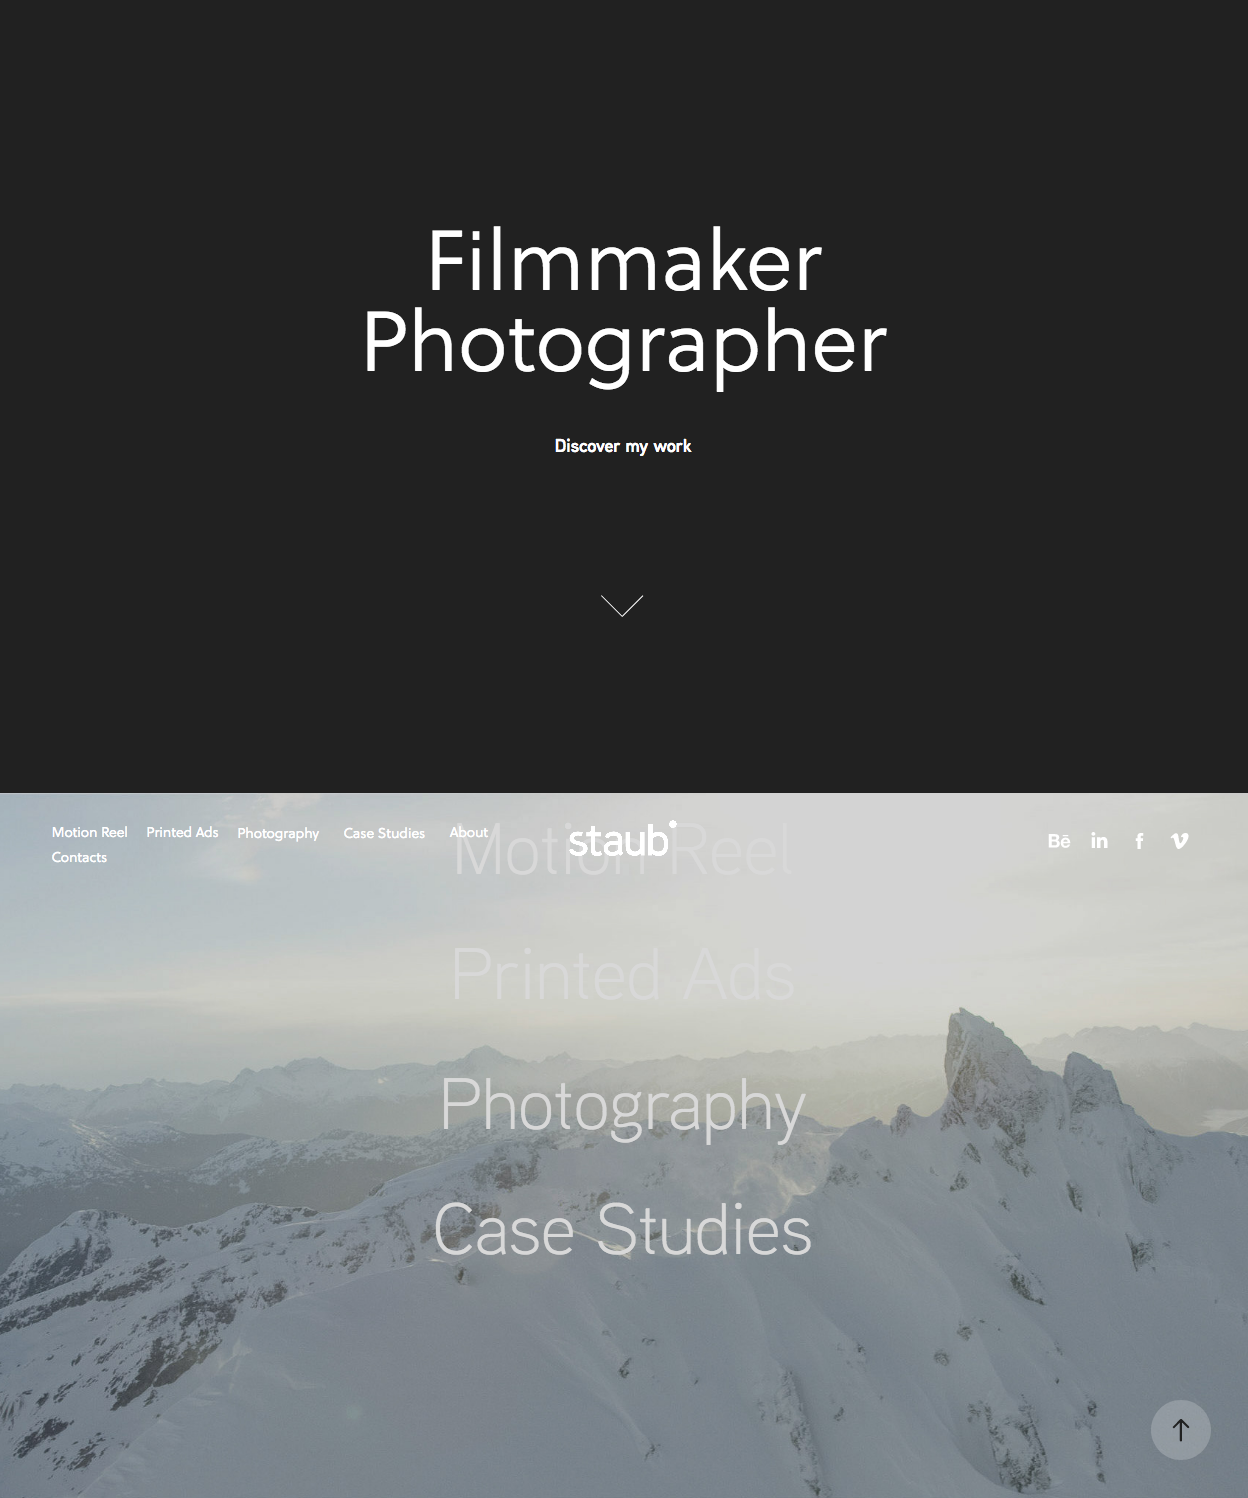 Filmmaker
Photographer
Discover my work
Motion Reel Printed Ads Photography Case Studies About
Contacts
staub
Bē in f v
Motion Reel
Printed Ads
Photography
Case Studies